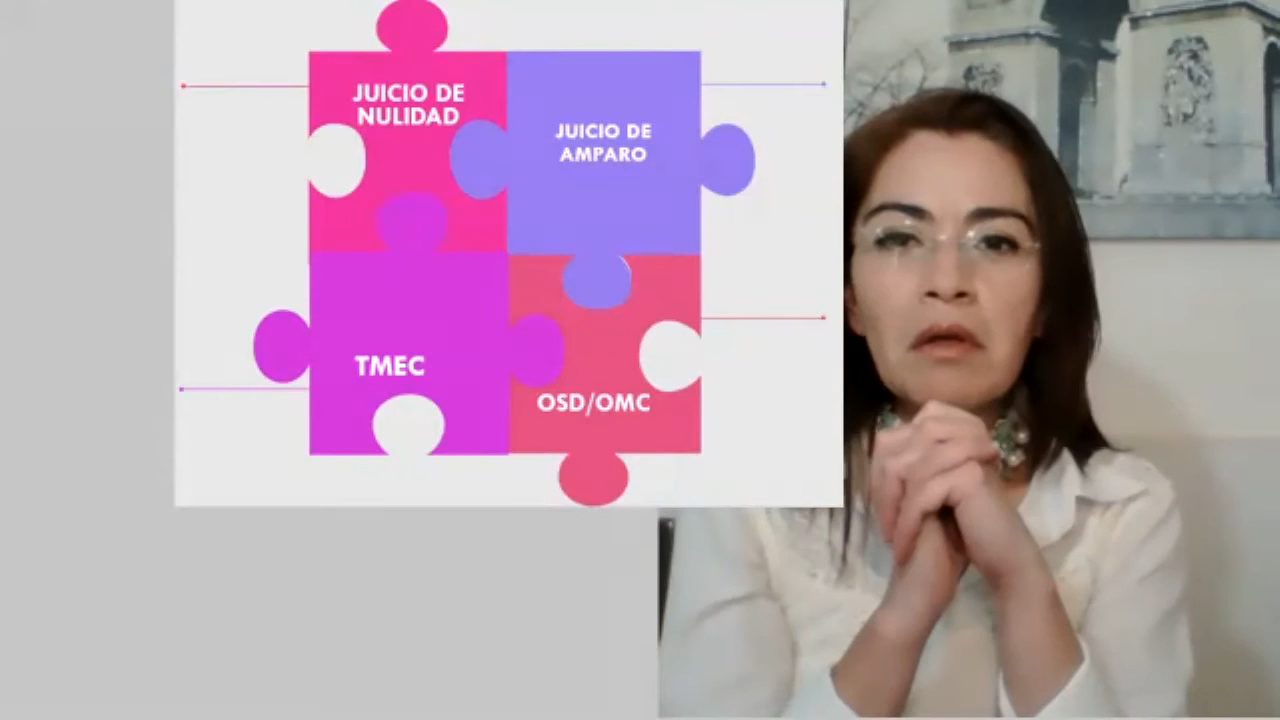 JUICIO DE
NULIDAD
JUICIO DE
AMPARO
TMEC
OSD/OMC